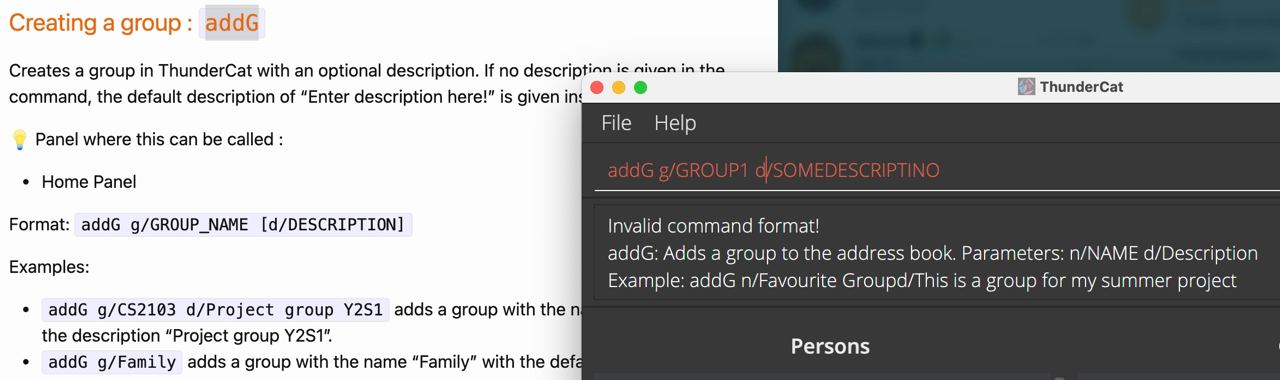 Creating a group : addG
Creates a group in ThunderCat with an optional description. If no description is given in the
command, the default description of “Enter description here!” is given
💡 Panel where this can be called :
• Home Panel
Format: addG g/GROUP_NAME [d/DESCRIPTION]
Examples:
• addG g/CS2103 d/Project group Y2S1 adds a group with the
the description “Project group Y2S1”.
• addG g/Family adds a group with the name “Family” with the
ThunderCat
File Help
addG g/GROUP1 d/SOMEDESCRIPTINO
Invalid command format!
addG: Adds a group to the address book. Parameters: n/NAME d/Description
Example: addG n/Favourite Groupd/This is a group for my summer project
Persons